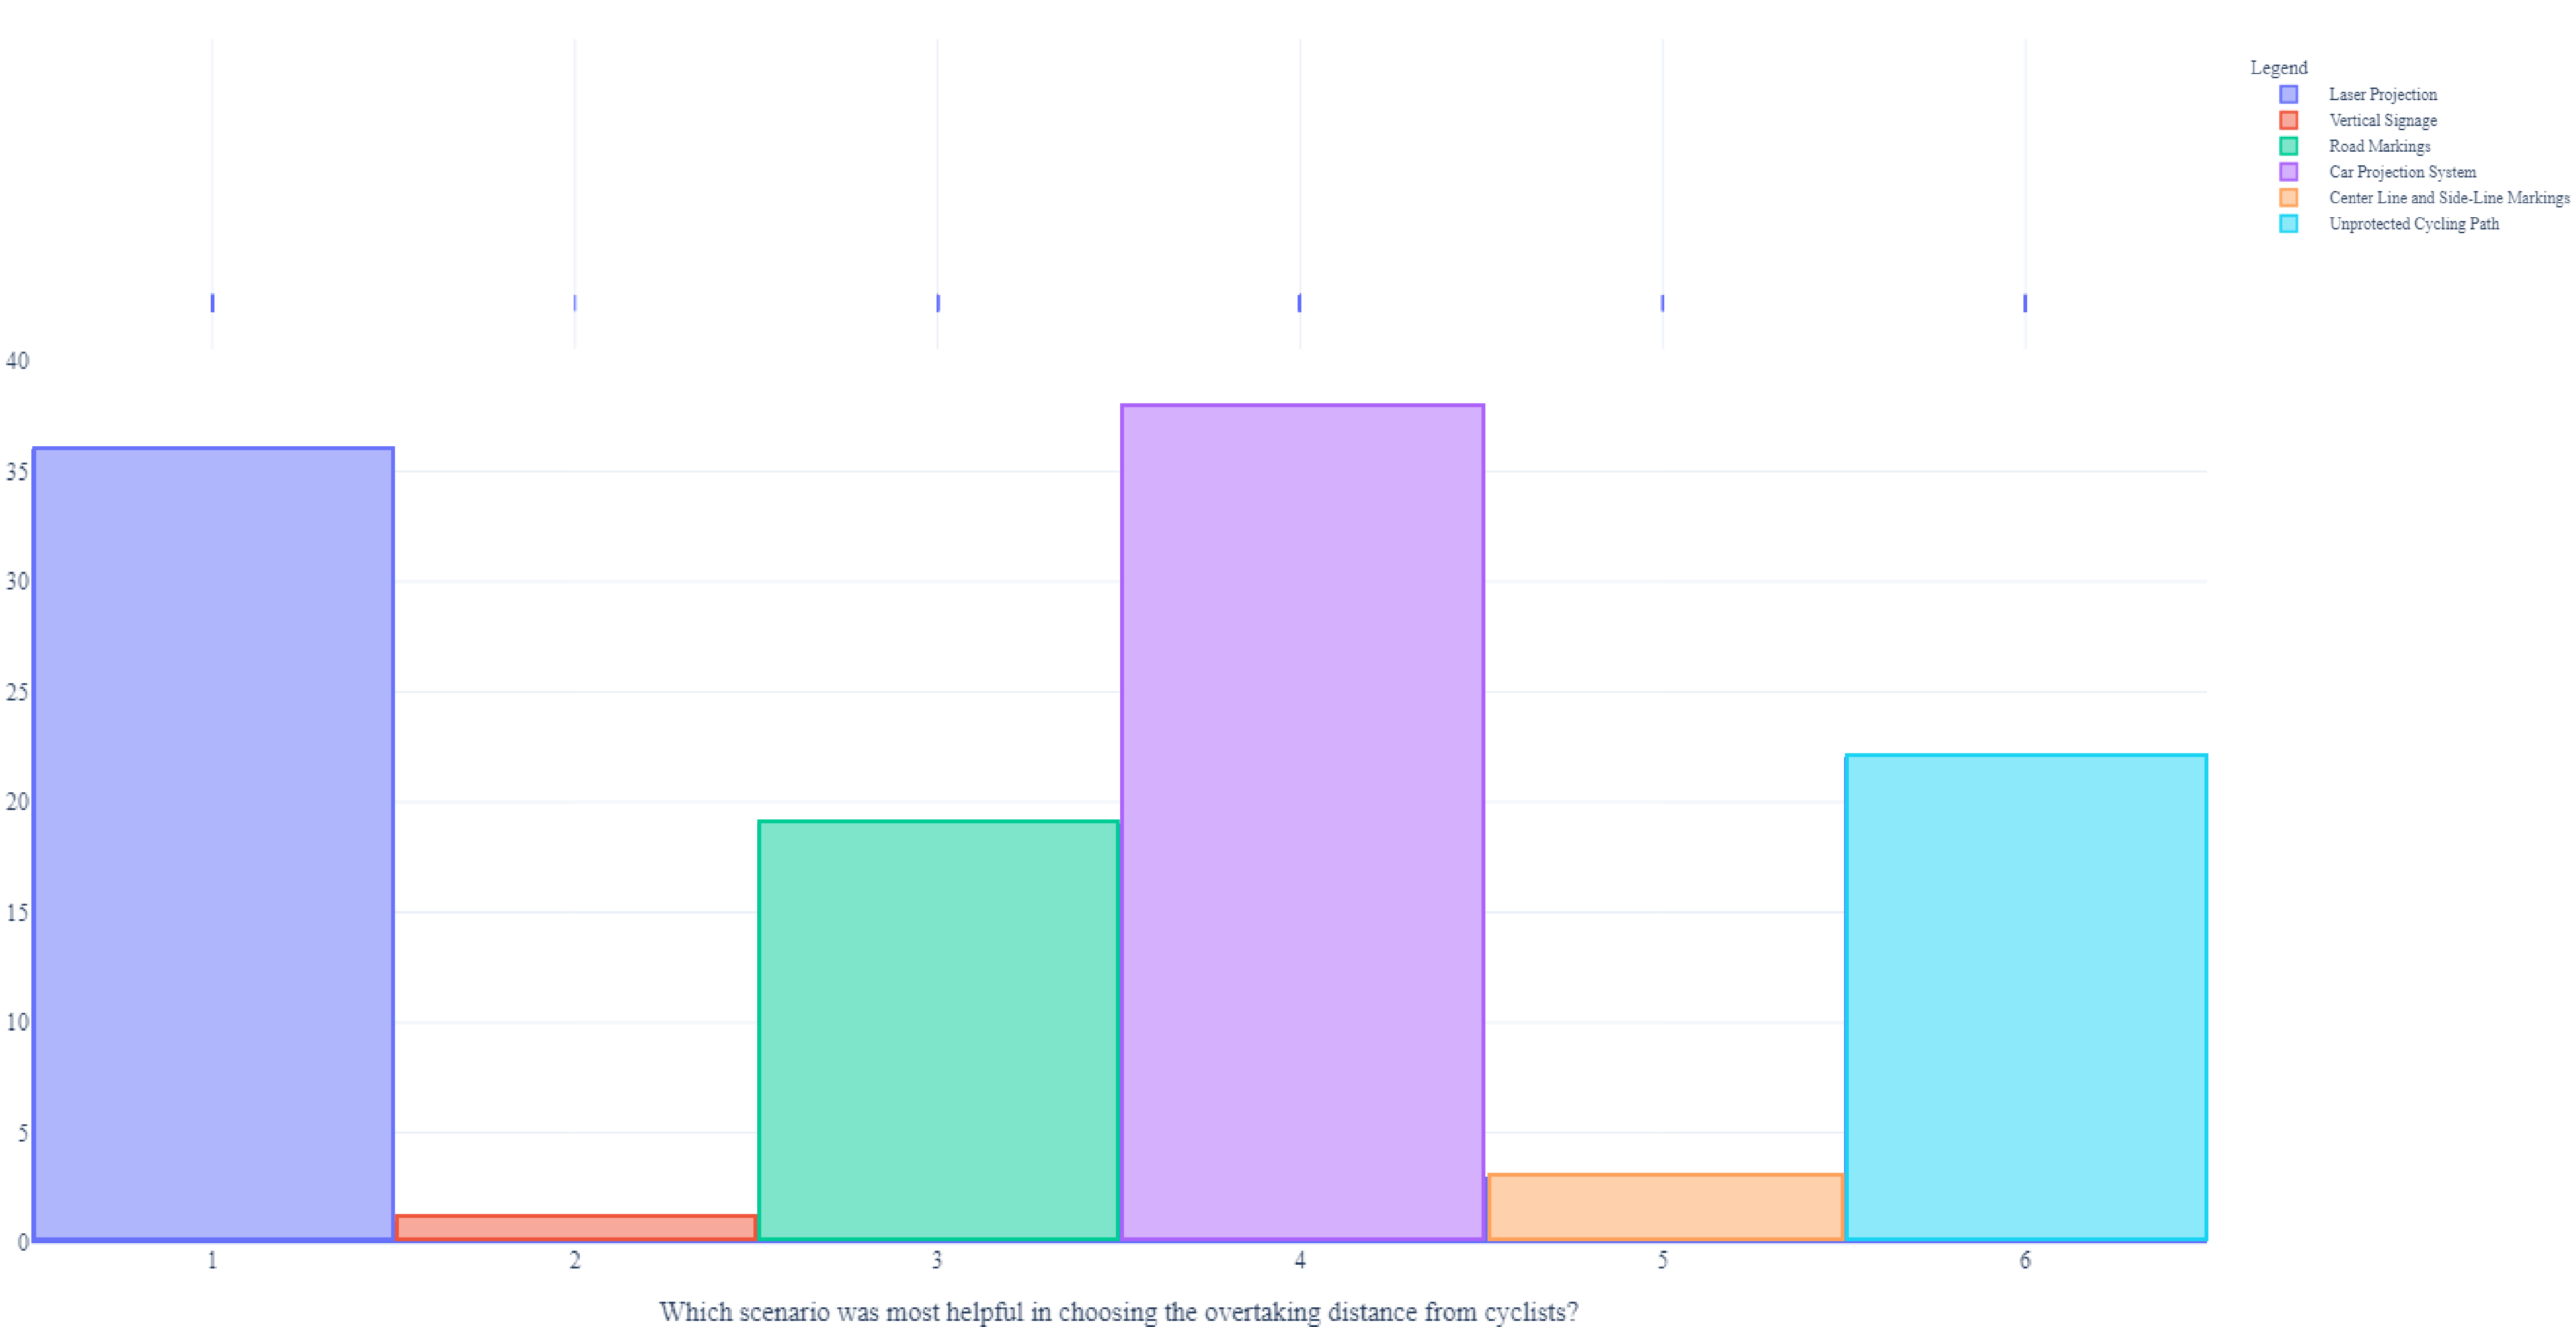 Legend
Laser Projection
Vertical Signage
Road Markings
Car Projection System
Center Line and Side-Line Markings
Unprotected Cycling Path
40
35
30
25
20
15
10
5
0
1 2 3 4 5 6
Which scenario was most helpful in choosing the overtaking distance from cyclists?